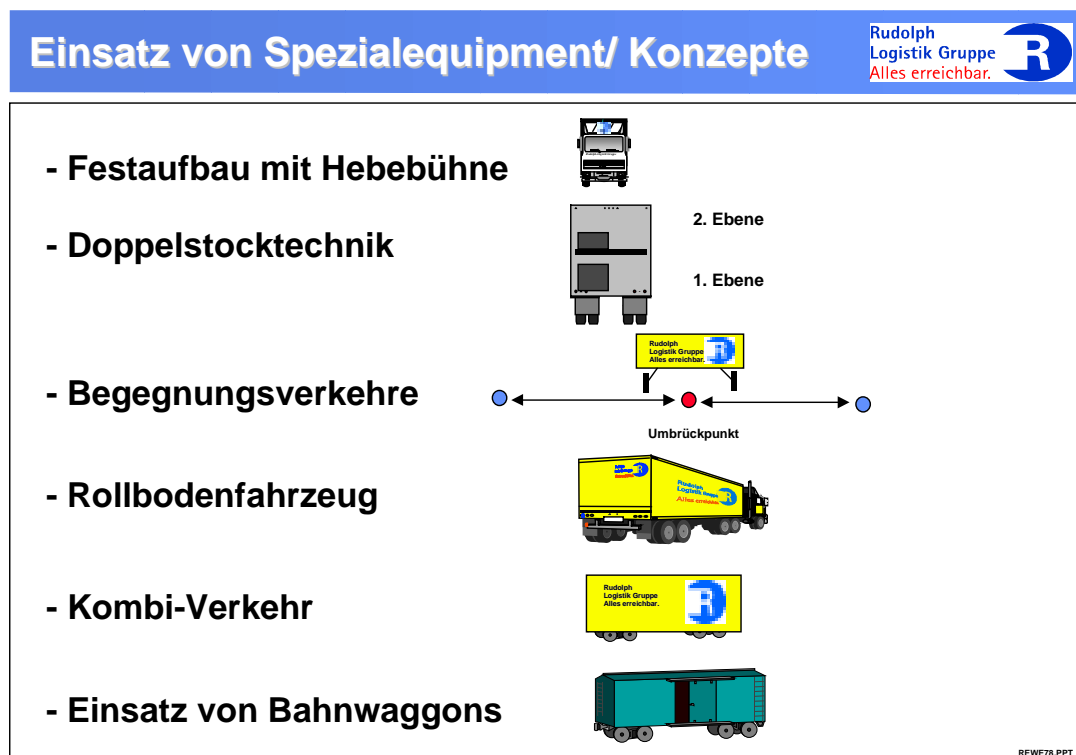 Einsatz von Spezialequipment/ Konzepte
Rudolph
Logistik Gruppe
Alles erreichbar.
R
- Festaufbau mit Hebebühne
- Doppelstocktechnik
2. Ebene
1. Ebene
- Begegnungsverkehre
Rudolph
Logistik Gruppe
Alles erreichbar.
R
Umbrückpunkt
- Rollbodenfahrzeug
Rudolph
Logistik Gruppe
Alles erreichbar
R
- Kombi-Verkehr
Rudolph
Logistik Gruppe
Alles erreichbar.
R
- Einsatz von Bahnwaggons
REWE78.PPT